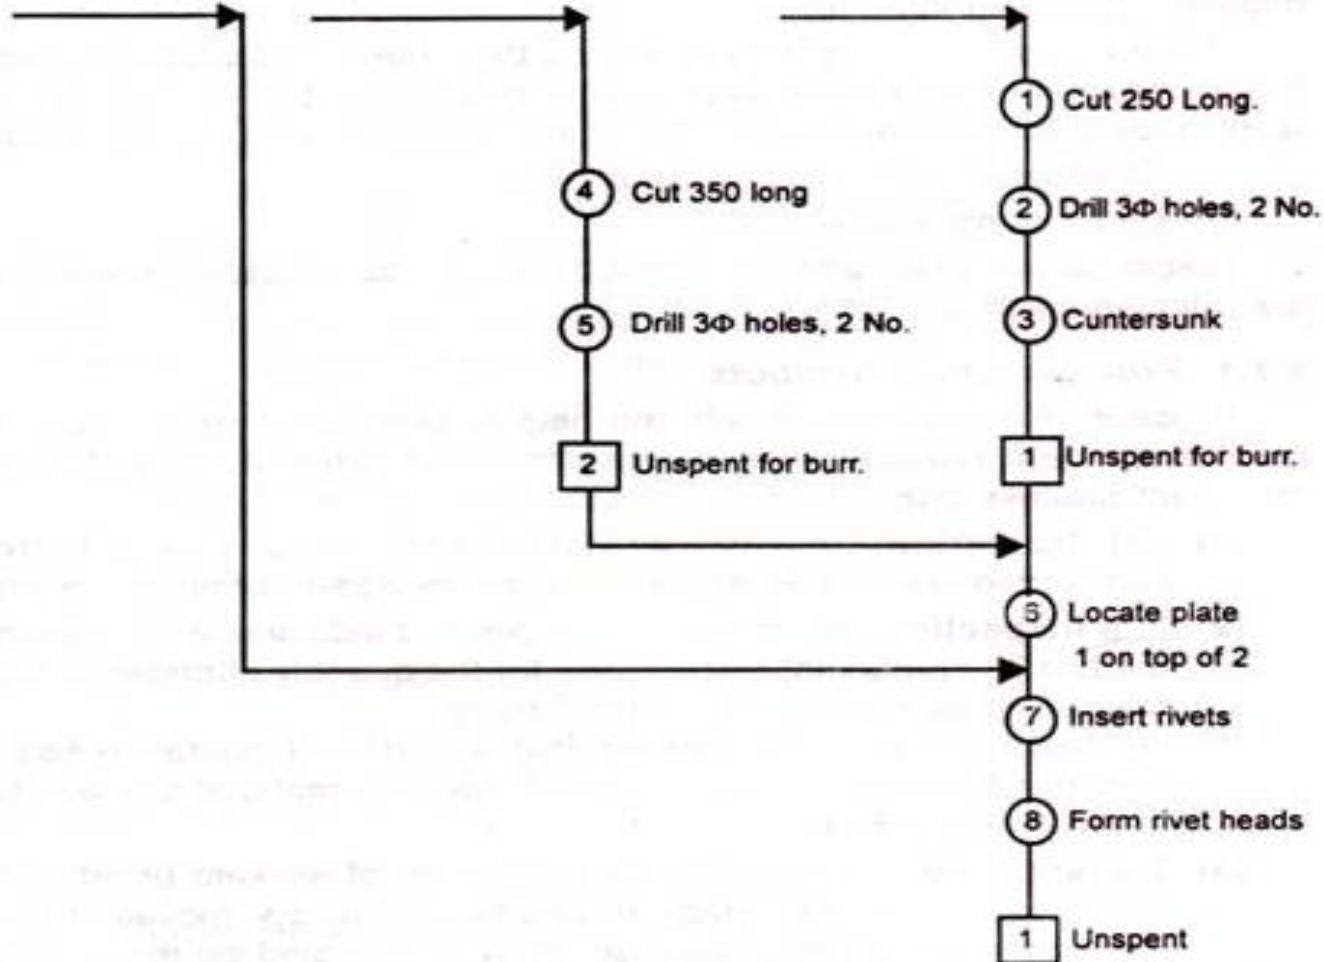 1 Cut 250 Long.
4 Cut 350 long
2 Drill 3Φ holes, 2 No.
5 Drill 3Φ holes, 2 No.
3 Cuntersunk
2 Unspent for burr.
1 Unspent for burr.
6 Locate plate
1 on top of 2
7 Insert rivets
8 Form rivet heads
1 Unspent